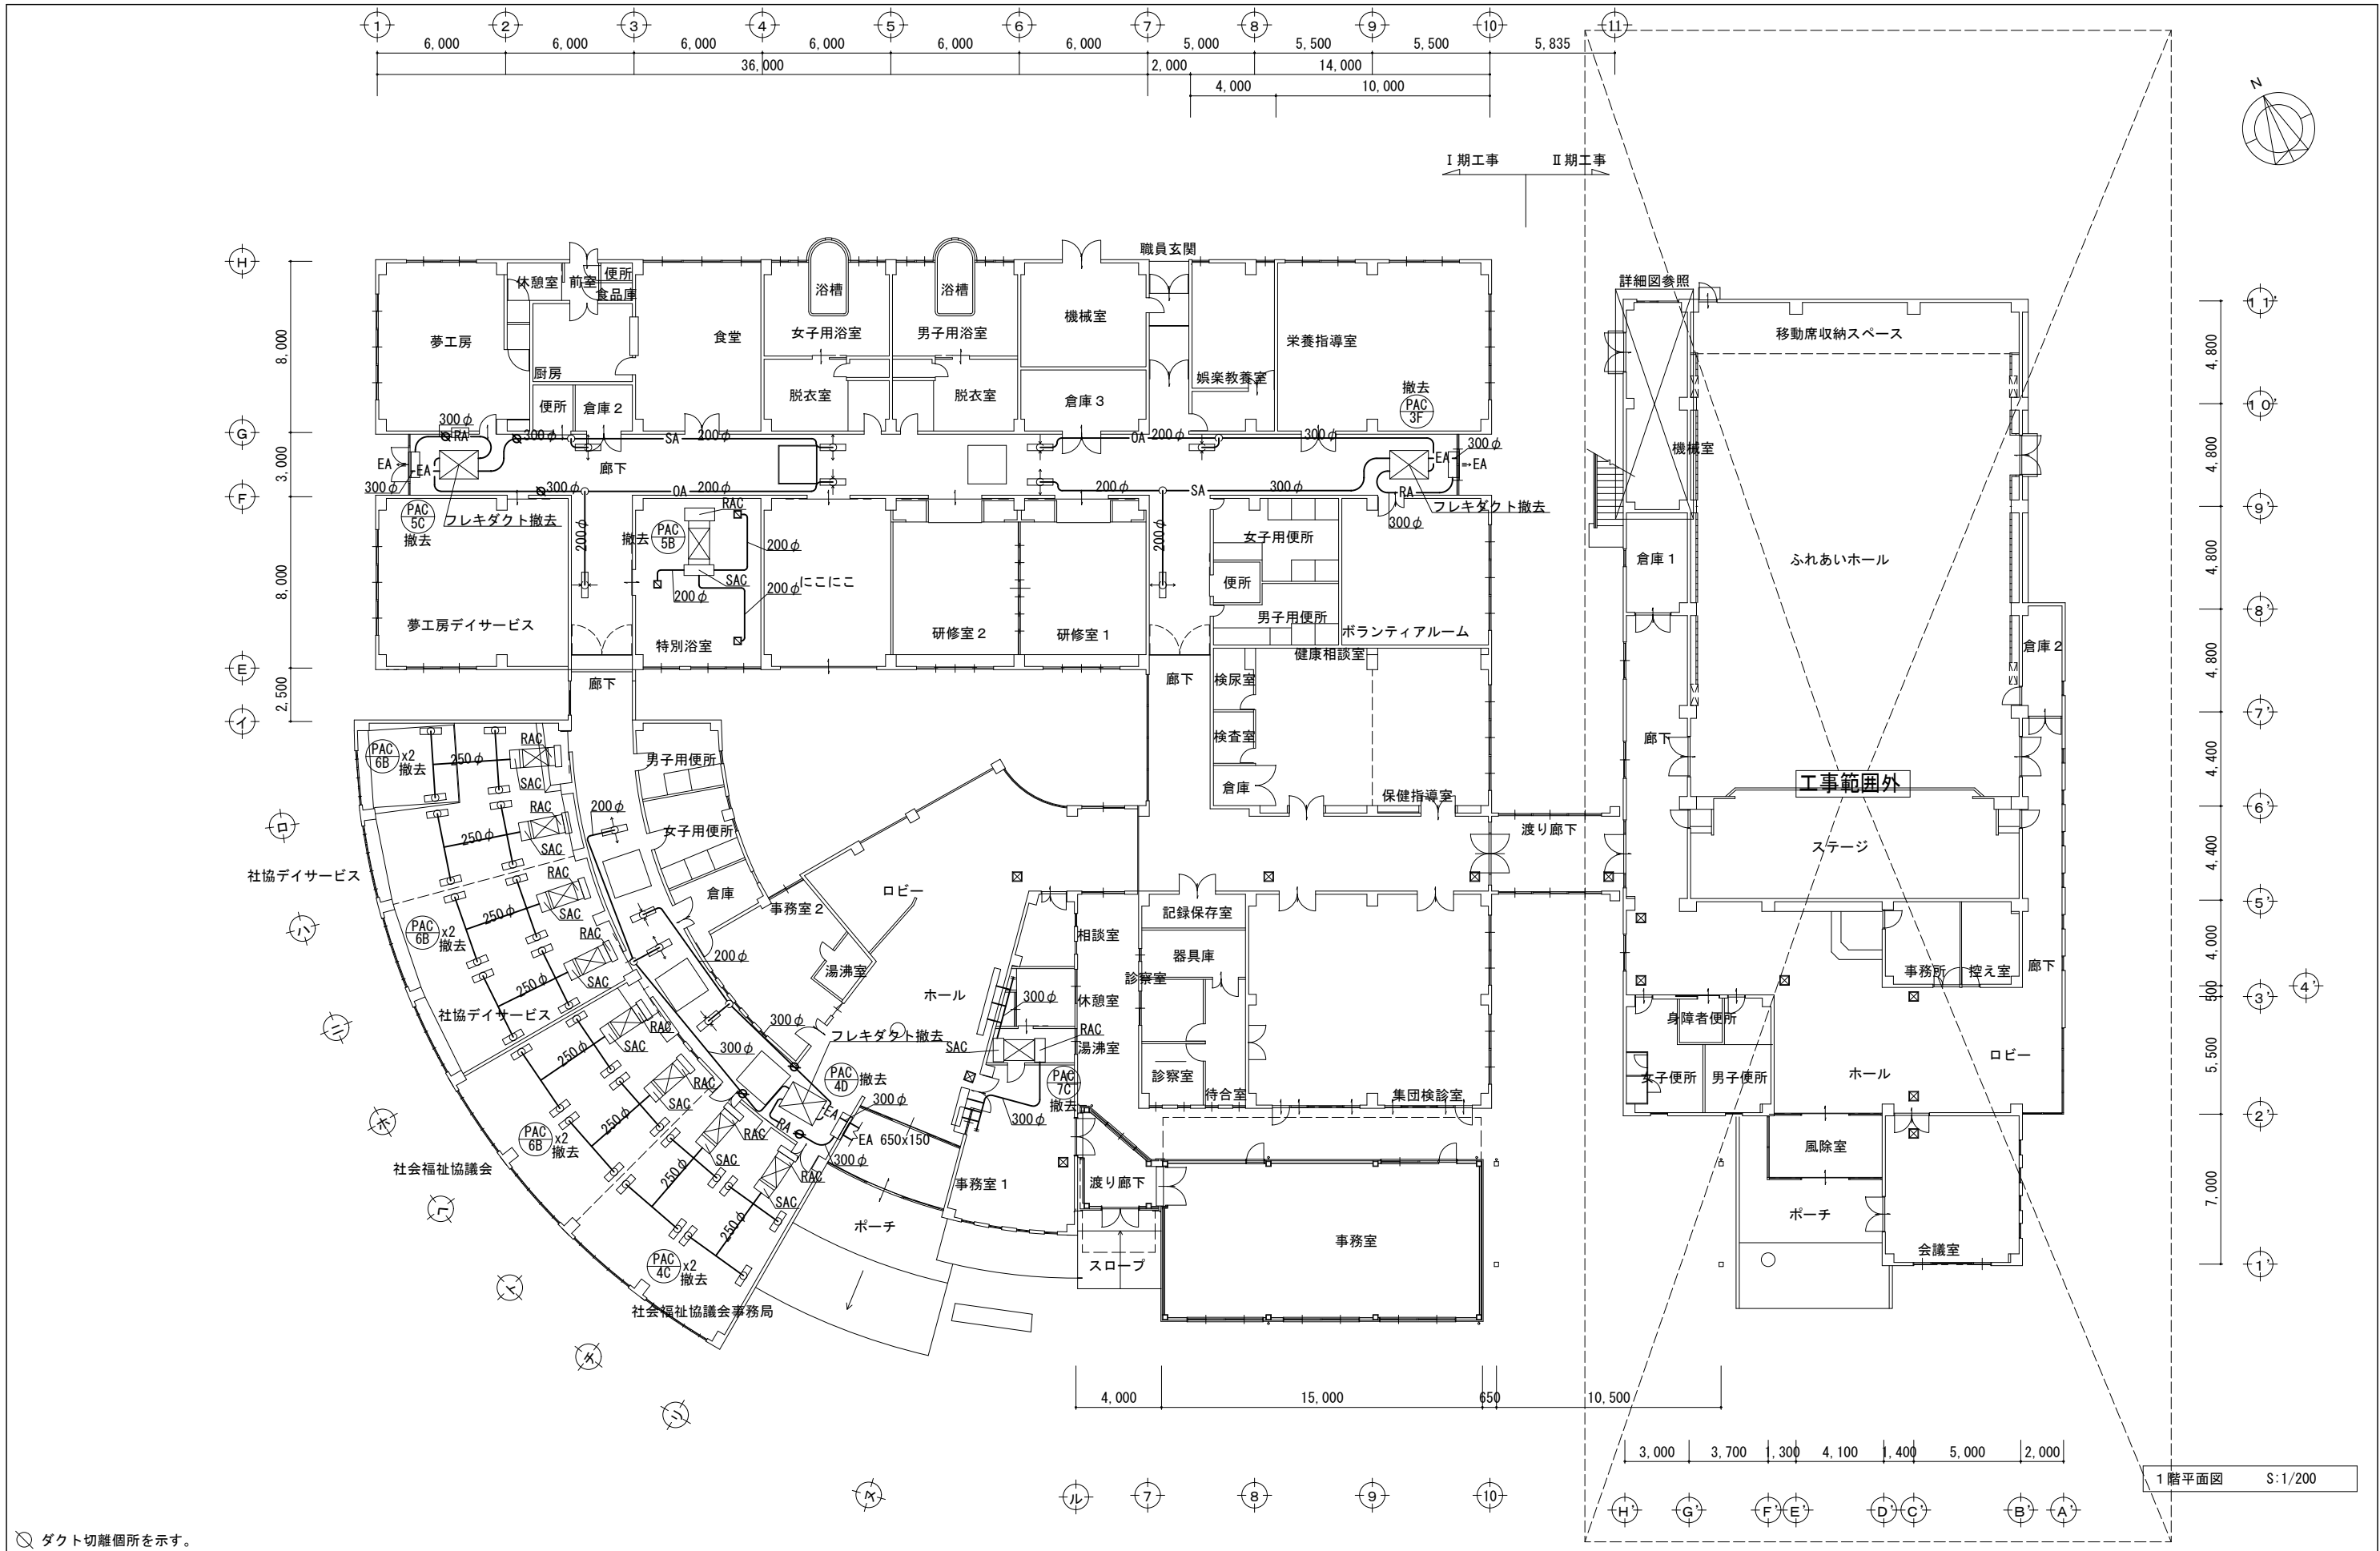 1 2 3 4 5 6 7 8 9 10 11
6,000 6,000 6,000 6,000 6,000 6,000 5,000 5,500 5,500 5,835
36,000 2,000 14,000
4,000 10,000
N
Ⅰ期工事 Ⅱ期工事
職員玄関
H
休憩室 前室 便所
食品庫
浴槽 浴槽
詳細図参照
11'
夢工房
食堂
女子用浴室 男子用浴室
機械室
栄養指導室
移動席収納スペース
8,000
4,800
厨房
娯楽教養室
撤去
PAC 3F
便所 倉庫2
脱衣室 脱衣室
倉庫3
10'
300φ
G
RA 300φ SA 200φ OA 200φ 300φ 300φ
機械室
4,800
EA EA 廊下 EA EA
3,000
300φ 300φ OA 200φ 200φ SA 300φ RA
F
RAC
フレキダクト撤去
9'
PAC 5C
撤去
フレキダクト撤去
300φ
200φ
撤去
PAC 5B
200φ
200φ
女子用便所
倉庫1
ふれあいホール
4,800
SAC
にこにこ
200φ
200φ
便所
8,000
8'
夢工房デイサービス
特別浴室
研修室2 研修室1
男子用便所
ボランティアルーム
倉庫2
E
健康相談室
4,800
廊下 廊下
検尿室
2,500
イ
7'
検査室
廊下
PAC 6B
x2
撤去
250φ
RAC
SAC
男子用便所
倉庫
保健指導室
工事範囲外
4,400
6'
ロ
RAC
200φ
250φ
SAC
女子用便所
渡り廊下
ステージ
4,400
社協デイサービス
RAC
倉庫
ロビー
5'
ハ
PAC 6B
x2
撤去
250φ
SAC
事務室2
記録保存室
相談室
RAC
200φ
器具庫
4,000
250φ
SAC
湯沸室
診察室
事務所 控え室 廊下
4'
ホール
300φ
休憩室
500
3'
ニ
社協デイサービス
RAC
300φ
フレキダクト撤去
SAC
RAC
湯沸室
身障者便所
250φ
SAC
300φ
ロビー
5,500
RAC
PAC 4D
撤去
PAC 7C
撤去
診察室
待合室
集団検診室
女子便所 男子便所
ホール
ホ
250φ
SAC
EA
300φ
300φ
2'
PAC 6B
x2
撤去
RAC
RA
EA 650x150
風除室
社会福祉協議会
SAC
300φ
250φ
RAC
事務室1
渡り廊下
SAC
7,000
ヘ
250φ
ポーチ
事務室
ポーチ
会議室
PAC 4C
x2
撤去
スロープ
1'
ト
社会福祉協議会事務局
チ
4,000 15,000 650 10,500
リ
3,000 3,700 1,300 4,100 1,400 5,000 2,000
1階平面図 S:1/200
ヌ ル 7 8 9 10 H' G' F' E' D' C' B' A'
ダクト切離個所を示す。